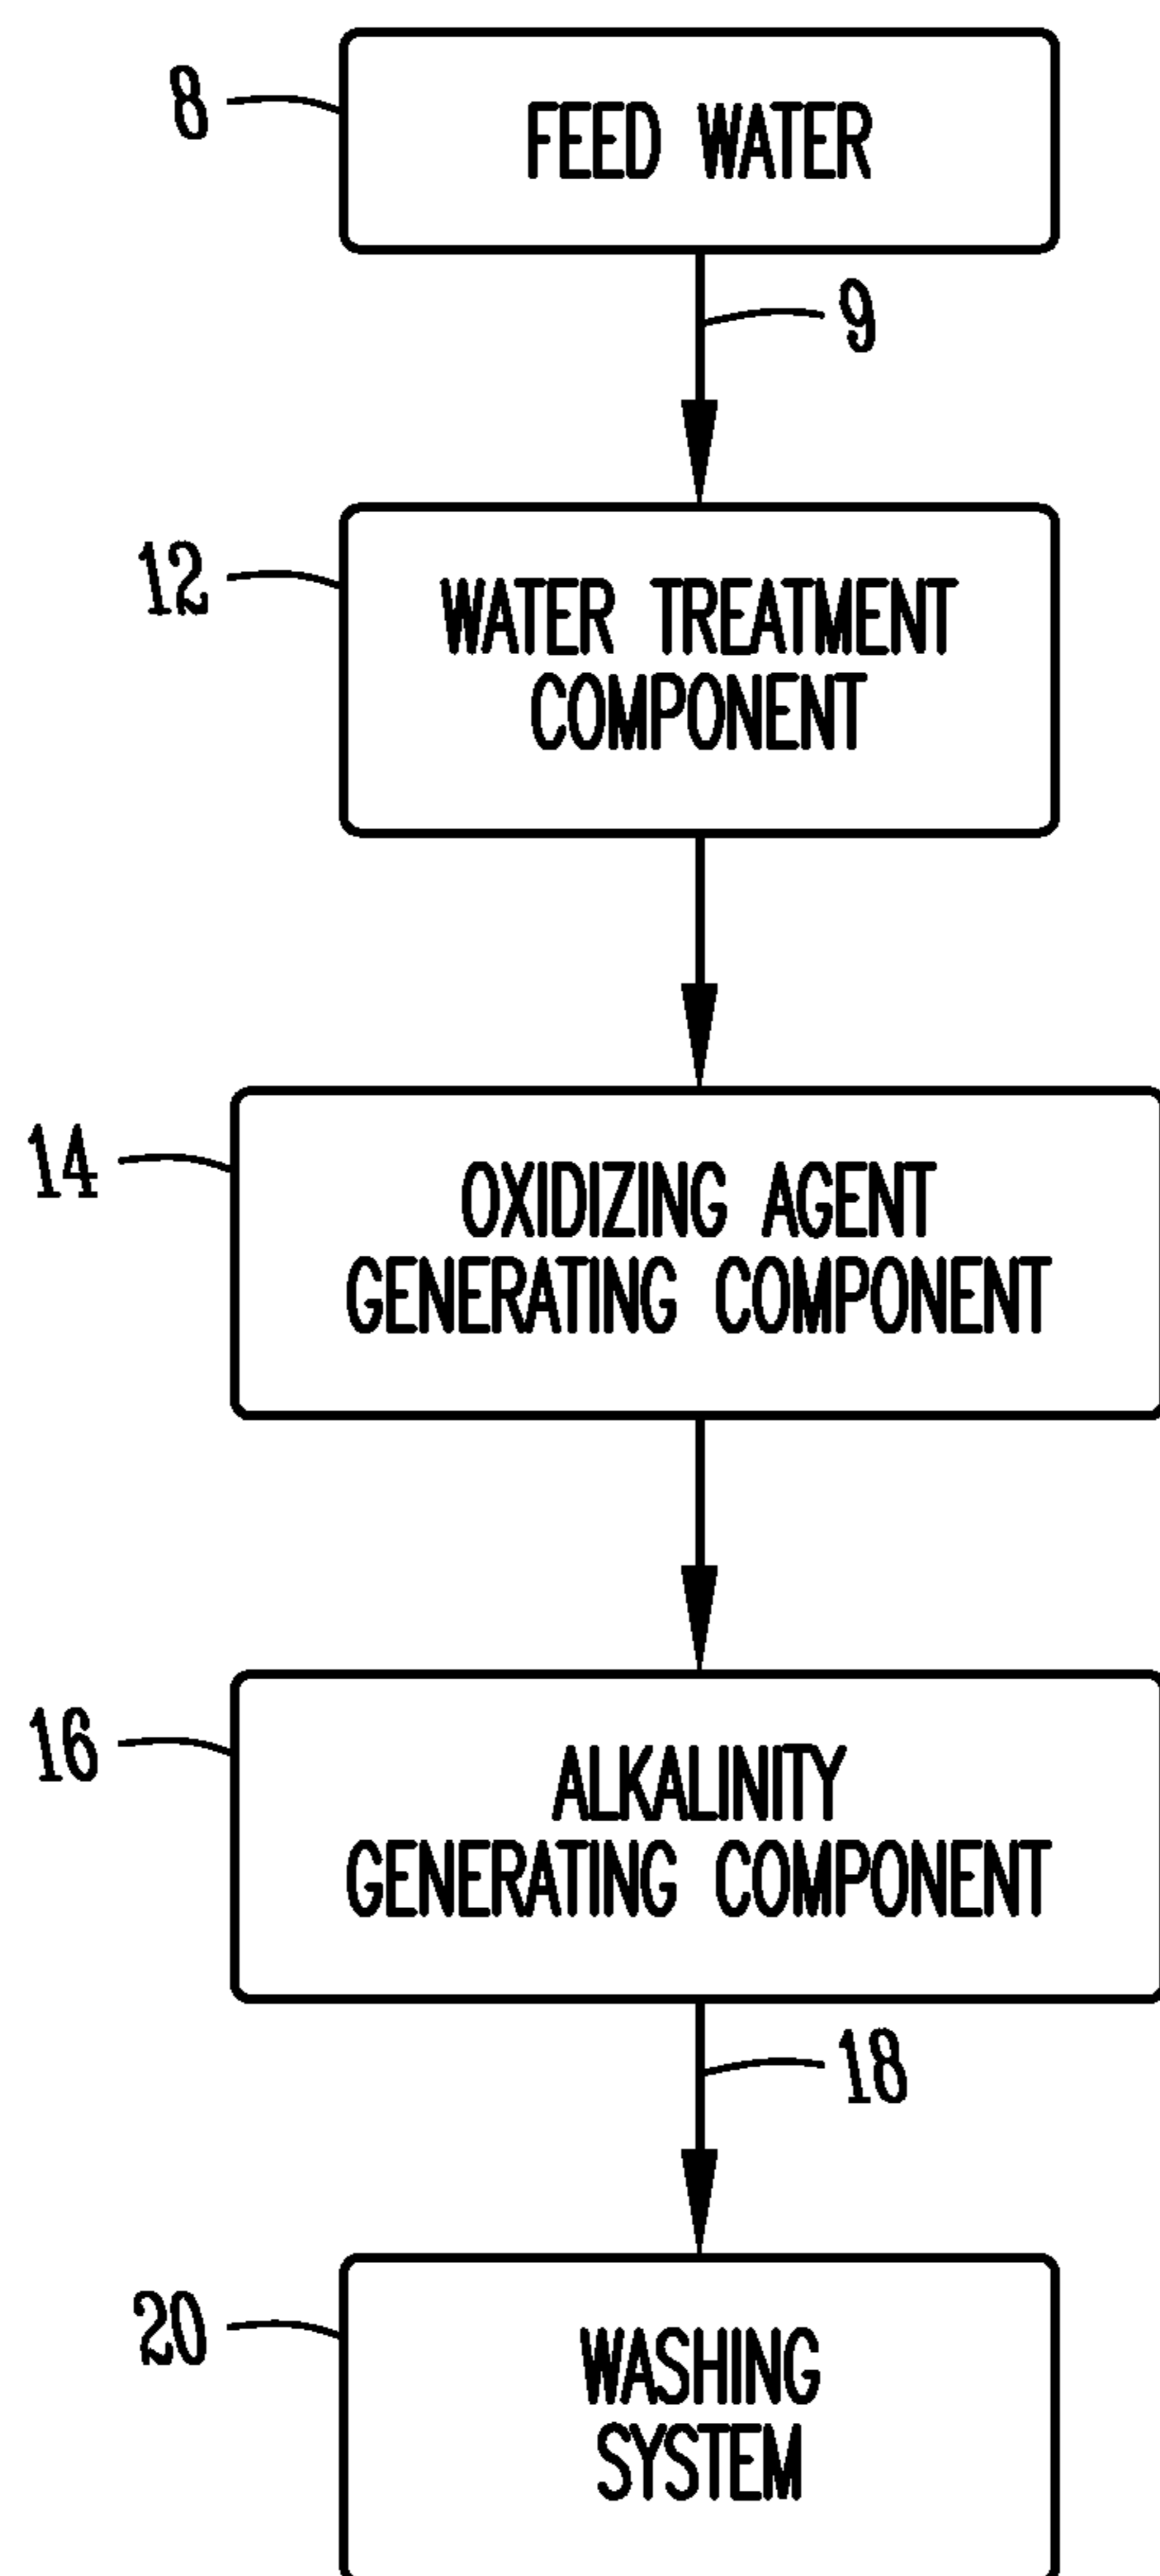 8
FEED WATER
9
12
WATER TREATMENT
COMPONENT
14
OXIDIZING AGENT
GENERATING COMPONENT
16
ALKALINITY
GENERATING COMPONENT
18
20
WASHING
SYSTEM